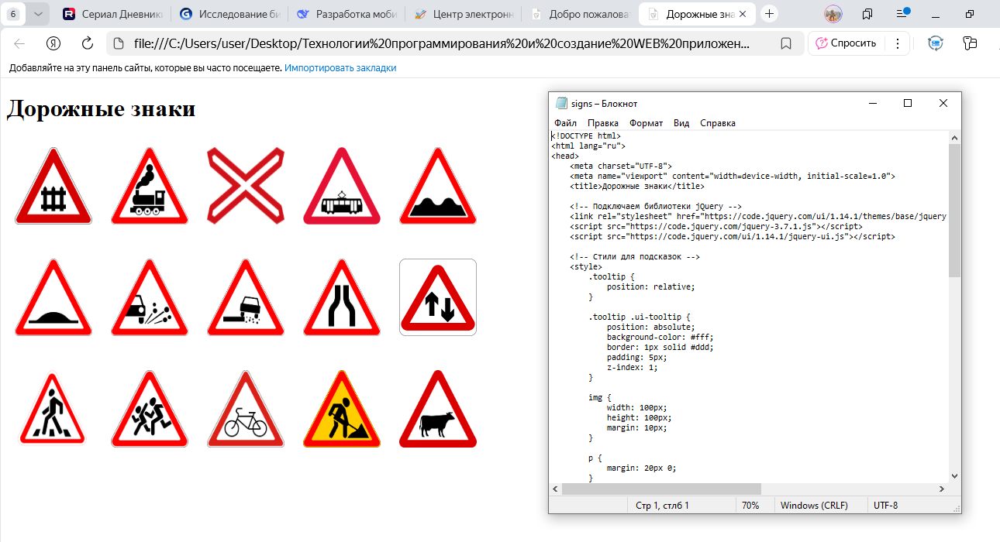 6
Сериал Дневник
Исследование би
Разработка моби
Центр электронн
Добро пожалова
Дорожные зна
file:///C:/Users/user/Desktop/Технологии%20программирования%20и%20создание%20WEB%20приложен...
Спросить
Добавляйте на эту панель сайты, которые вы часто посещаете. Импортировать закладки
Дорожные знаки
signs – Блокнот
Файл Правка Формат Вид Справка
<!DOCTYPE html>
<html lang="ru">
<head>
    <meta charset="UTF-8">
    <meta name="viewport" content="width=device-width, initial-scale=1.0">
    <title>Дорожные знаки</title>
    <!-- Подключаем библиотеки jQuery -->
    <link rel="stylesheet" href="https://code.jquery.com/ui/1.14.1/themes/base/jquery
    <script src="https://code.jquery.com/jquery-3.7.1.js"></script>
    <script src="https://code.jquery.com/ui/1.14.1/jquery-ui.js"></script>
    <!-- Стили для подсказок -->
    <style>
        .tooltip {
            position: relative;
        }
        .tooltip .ui-tooltip {
            position: absolute;
            background-color: #fff;
            border: 1px solid #ddd;
            padding: 5px;
            z-index: 1;
        }
        img {
            width: 100px;
            height: 100px;
            margin: 10px;
        }
        p {
            margin: 20px 0;
        }
Стр 1, стлб 1
70%
Windows (CRLF)
UTF-8